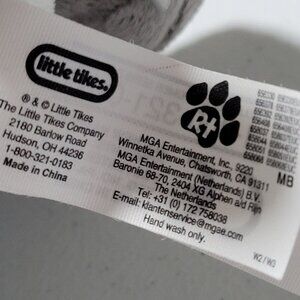 little tikes.
® & © Little Tikes
The Little Tikes Company
2180 Barlow Road
Hudson, OH 44236
1-800-321-0183
Made in China
MGA Entertainment, Inc. 9220
Winnetka Avenue, Chatsworth, CA 91311
MGA Entertainment (Netherlands) B.V.
Baronie 68-70, 2404 XG Alphen a/d Rijn
The Netherlands
Tel: +31 (0) 172 758038
E-mail: klantenservice@mgae.com
Hand wash only.
MB
W2/W3